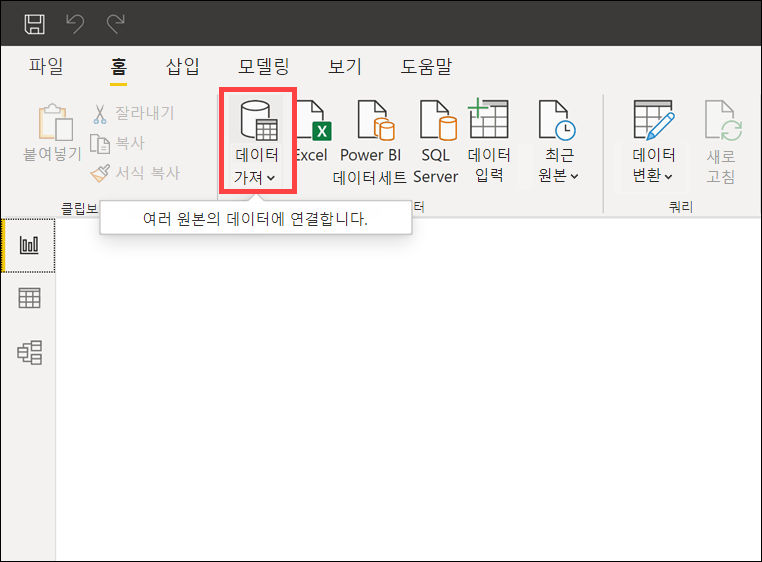 파일 홈 삽입 모델링 보기 도움말
붙여넣기
잘라내기
복사
서식 복사
데이터
가져
Excel
Power BI
데이터세트
SQL
Server
데이터
입력
최근
원본
데이터
변환
새로
고침
클립보
터
쿼리
여러 원본의 데이터에 연결합니다.